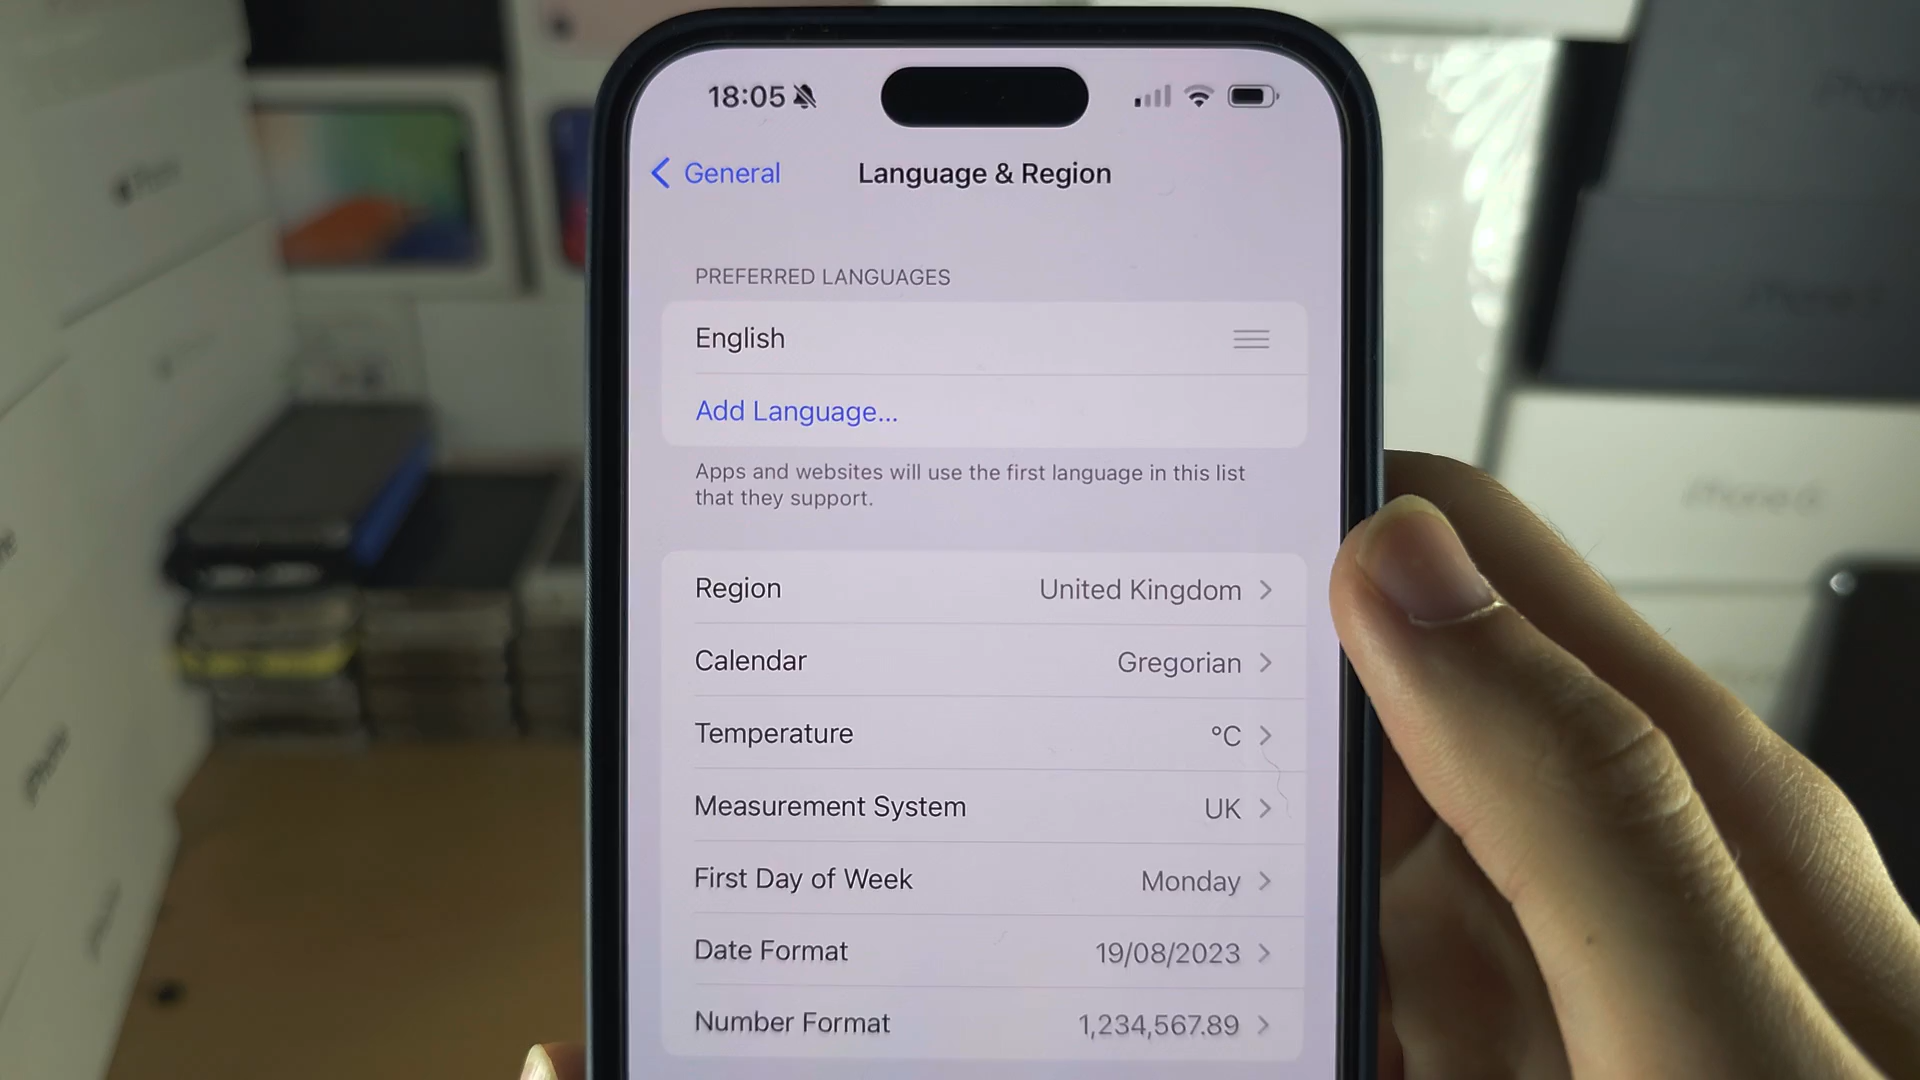 18:05
General
Language & Region
PREFERRED LANGUAGES
English
Add Language...
Apps and websites will use the first language in this list
that they support.
Region United Kingdom
Calendar Gregorian
Temperature °C
Measurement System UK
First Day of Week Monday
Date Format 19/08/2023
Number Format 1,234,567.89
iPhone
iPhone